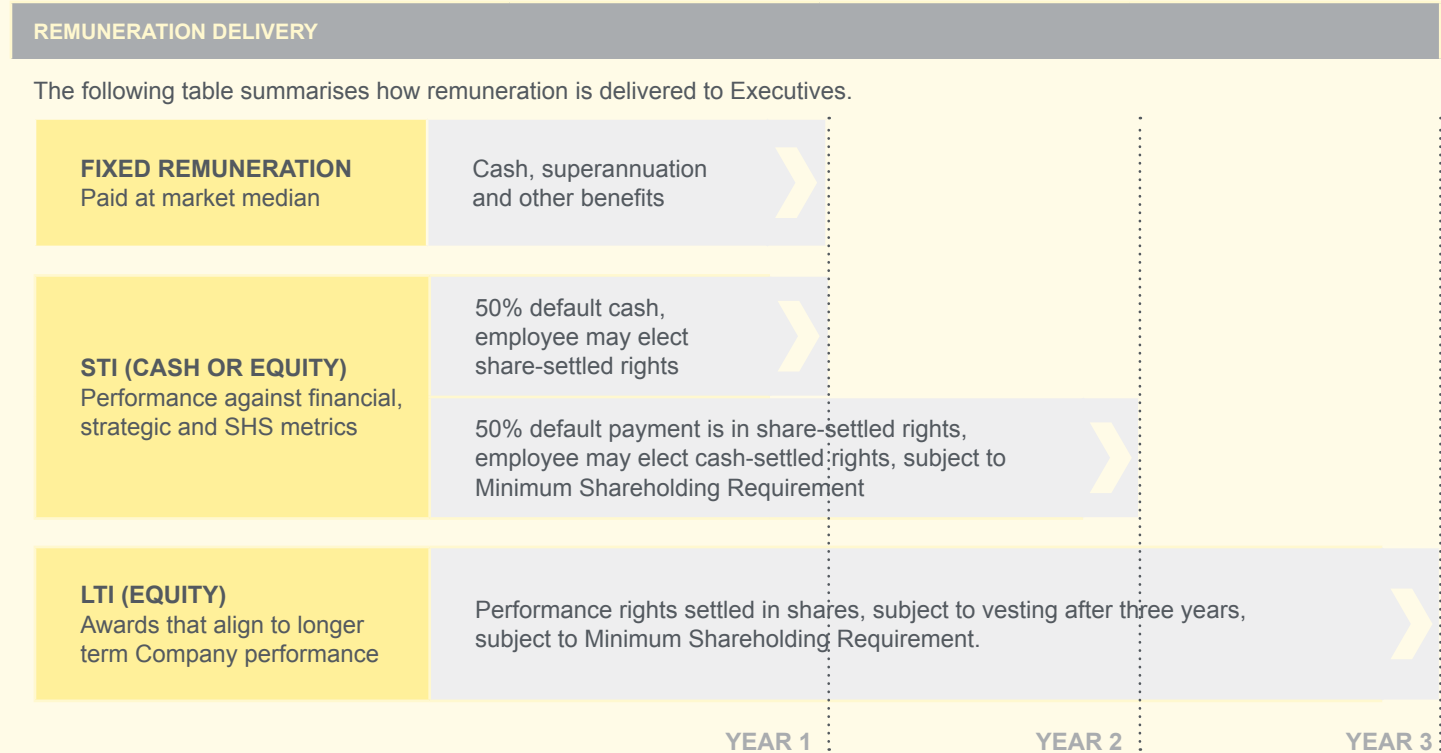 REMUNERATION DELIVERY
The following table summarises how remuneration is delivered to Executives.
FIXED REMUNERATION
Paid at market median
Cash, superannuation
and other benefits
STI (CASH OR EQUITY)
Performance against financial,
strategic and SHS metrics
50% default cash,
employee may elect
share-settled rights
50% default payment is in share-settled rights,
employee may elect cash-settled rights, subject to
Minimum Shareholding Requirement
LTI (EQUITY)
Awards that align to longer
term Company performance
Performance rights settled in shares, subject to vesting after three years,
subject to Minimum Shareholding Requirement.
YEAR 1
YEAR 2
YEAR 3